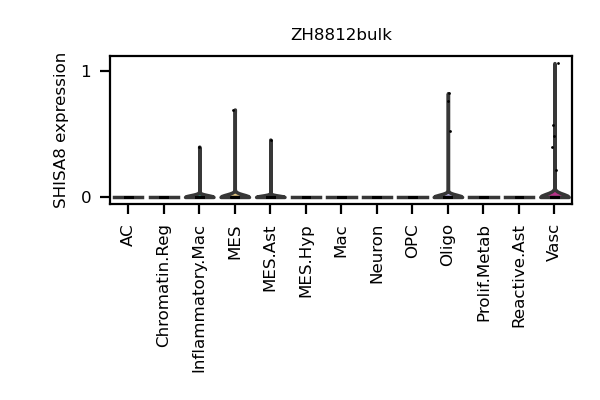 ZH8812bulk
SHISA8 expression
1
0
AC
Chromatin.Reg
Inflammatory.Mac
MES
MES.Ast
MES.Hyp
Mac
Neuron
OPC
Oligo
Prolif.Metab
Reactive.Ast
Vasc